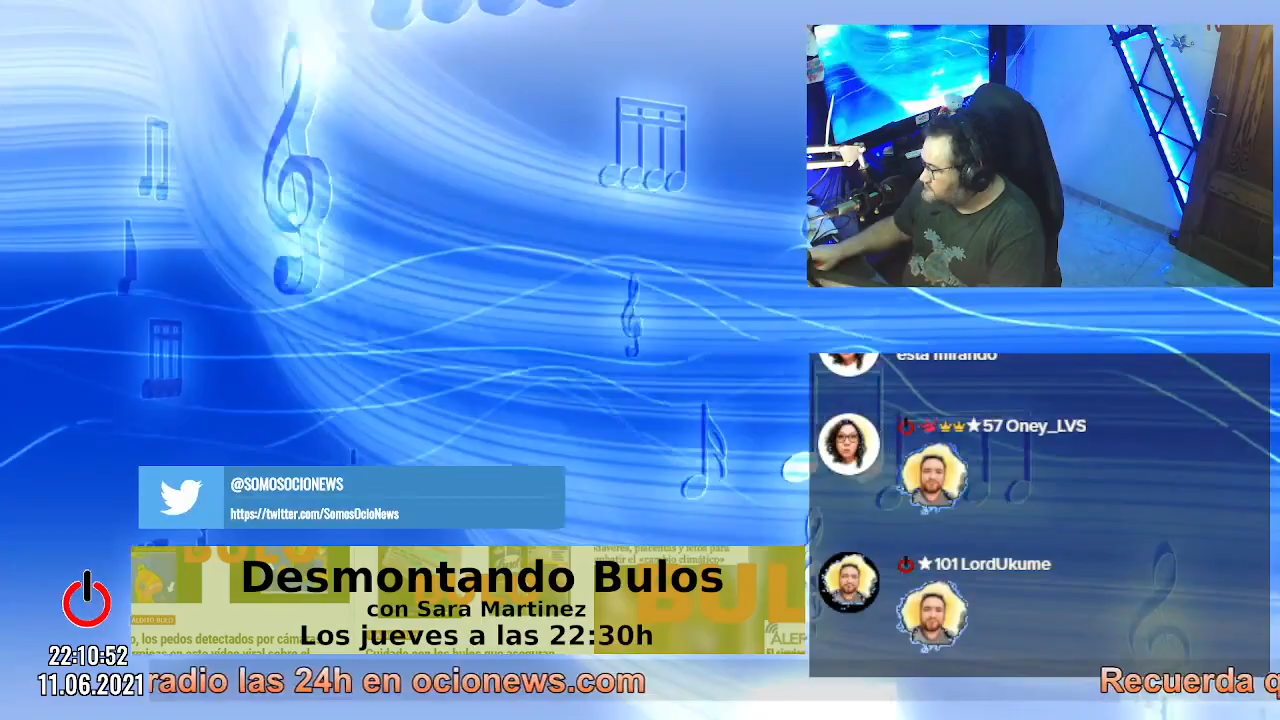 esta mirando
★57 Oney_LVS
★101 LordUkume
@SOMOSOCIONEWS
https://twitter.com/SomosOcioNews
BULO
Desmontando Bulos
con Sara Martinez
Los jueves a las 22:30h
22:10:52
11.06.2021
radio las 24h en ocionews.com
Recuerda q